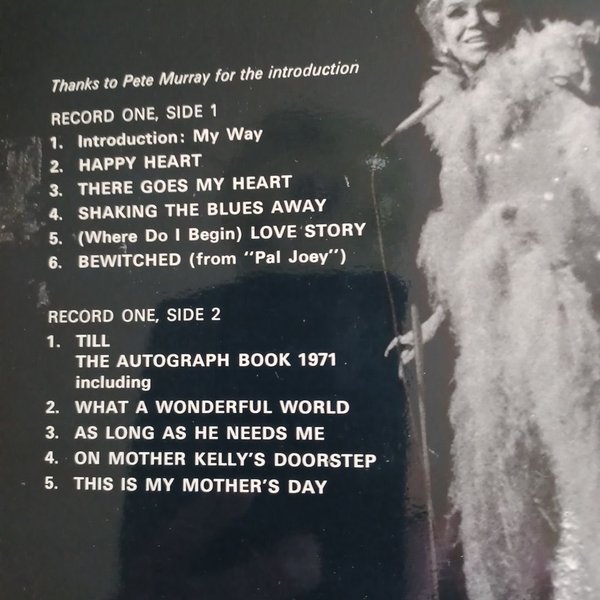 Thanks to Pete Murray for the introduction
RECORD ONE, SIDE 1
1. Introduction: My Way
2. HAPPY HEART
3. THERE GOES MY HEART
4. SHAKING THE BLUES AWAY
5. (Where Do I Begin) LOVE STORY
6. BEWITCHED (from "Pal Joey")
RECORD ONE, SIDE 2
1. TILL
THE AUTOGRAPH BOOK 1971
including
2. WHAT A WONDERFUL WORLD
3. AS LONG AS HE NEEDS ME
4. ON MOTHER KELLY'S DOORSTEP
5. THIS IS MY MOTHER'S DAY